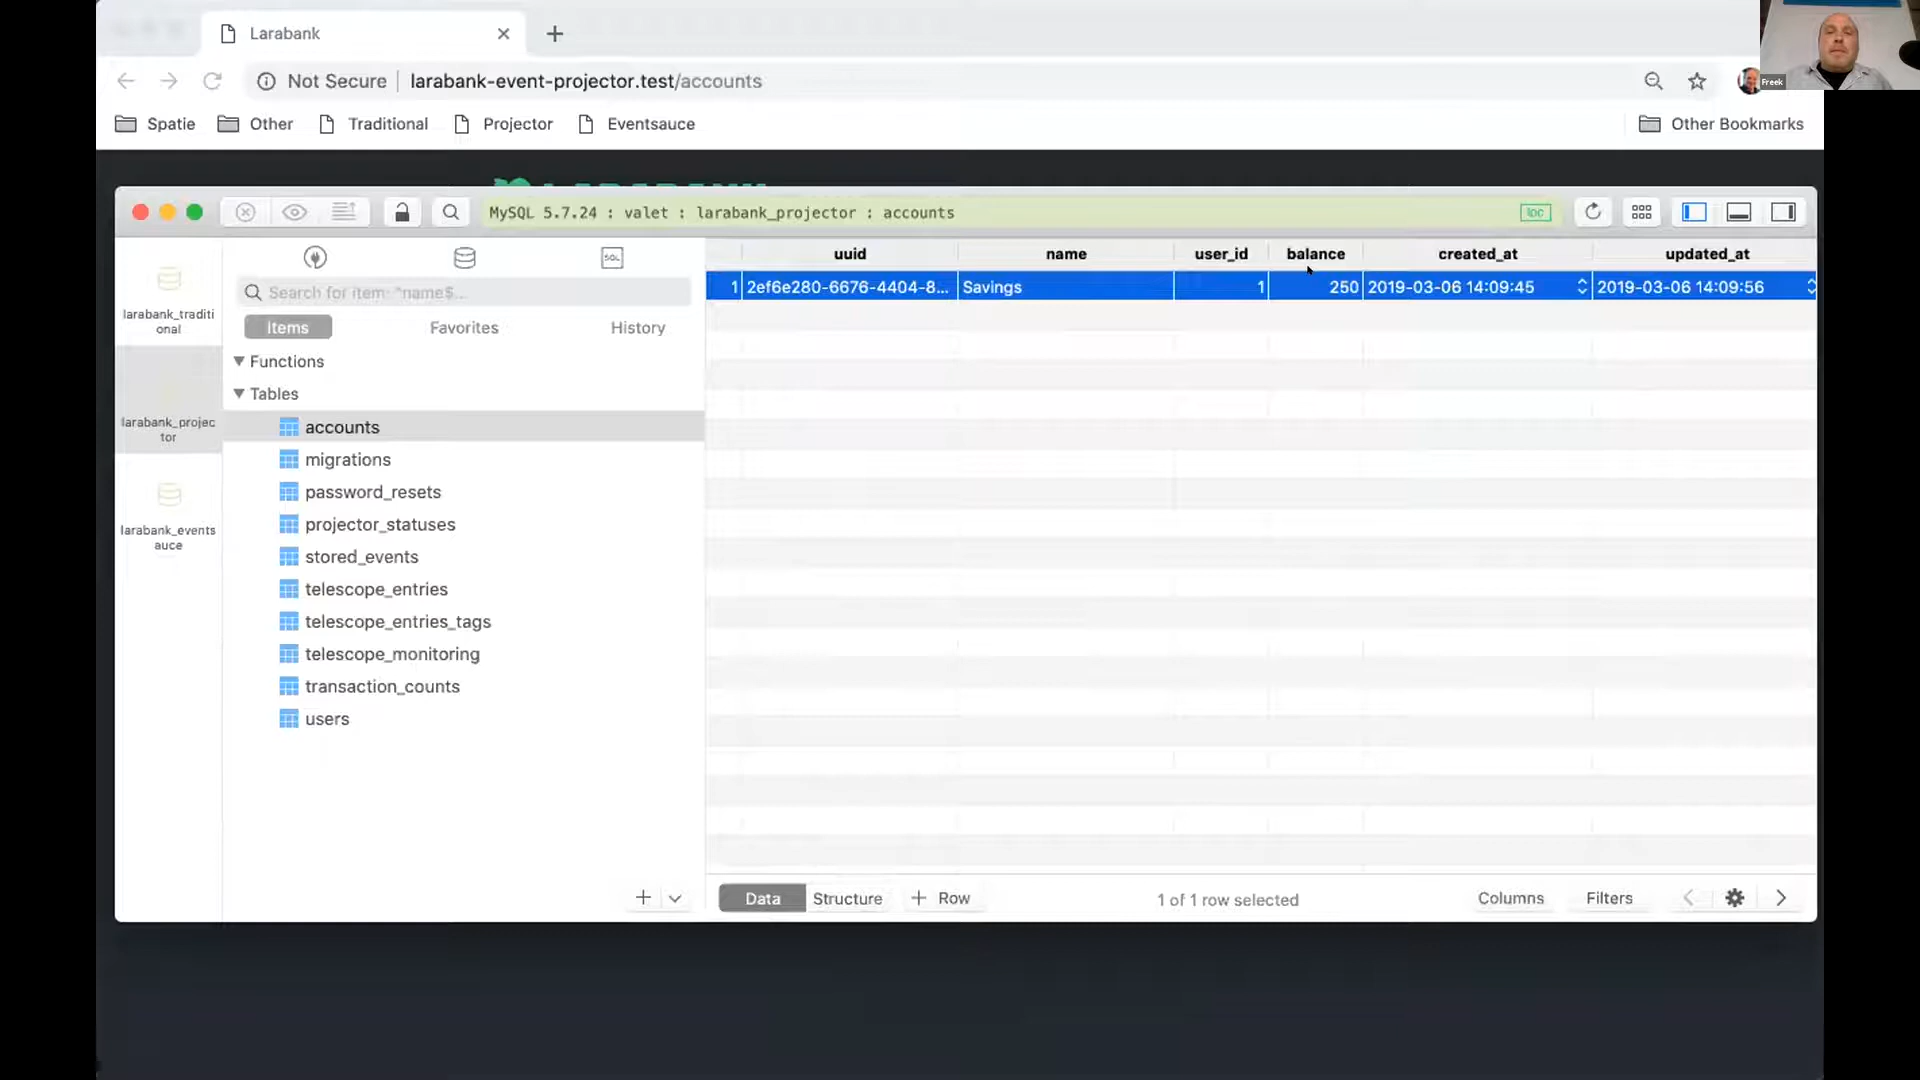 Larabank
Not Secure
larabank-event-projector.test/accounts
Freek
Spatie
Other
Traditional
Projector
Eventsauce
Other Bookmarks
MySQL 5.7.24 : valet : larabank_projector : accounts
loc
larabank_traditi
onal
larabank_projec
tor
larabank_events
auce
SQL
Search for item: ^name$...
Items
Favorites
History
Functions
Tables
accounts
migrations
password_resets
projector_statuses
stored_events
telescope_entries
telescope_entries_tags
telescope_monitoring
transaction_counts
users
uuid name user_id balance created_at updated_at
1 2ef6e280-6676-4404-8... Savings 1 250 2019-03-06 14:09:45 2019-03-06 14:09:56
Data
Structure
+ Row
1 of 1 row selected
Columns
Filters